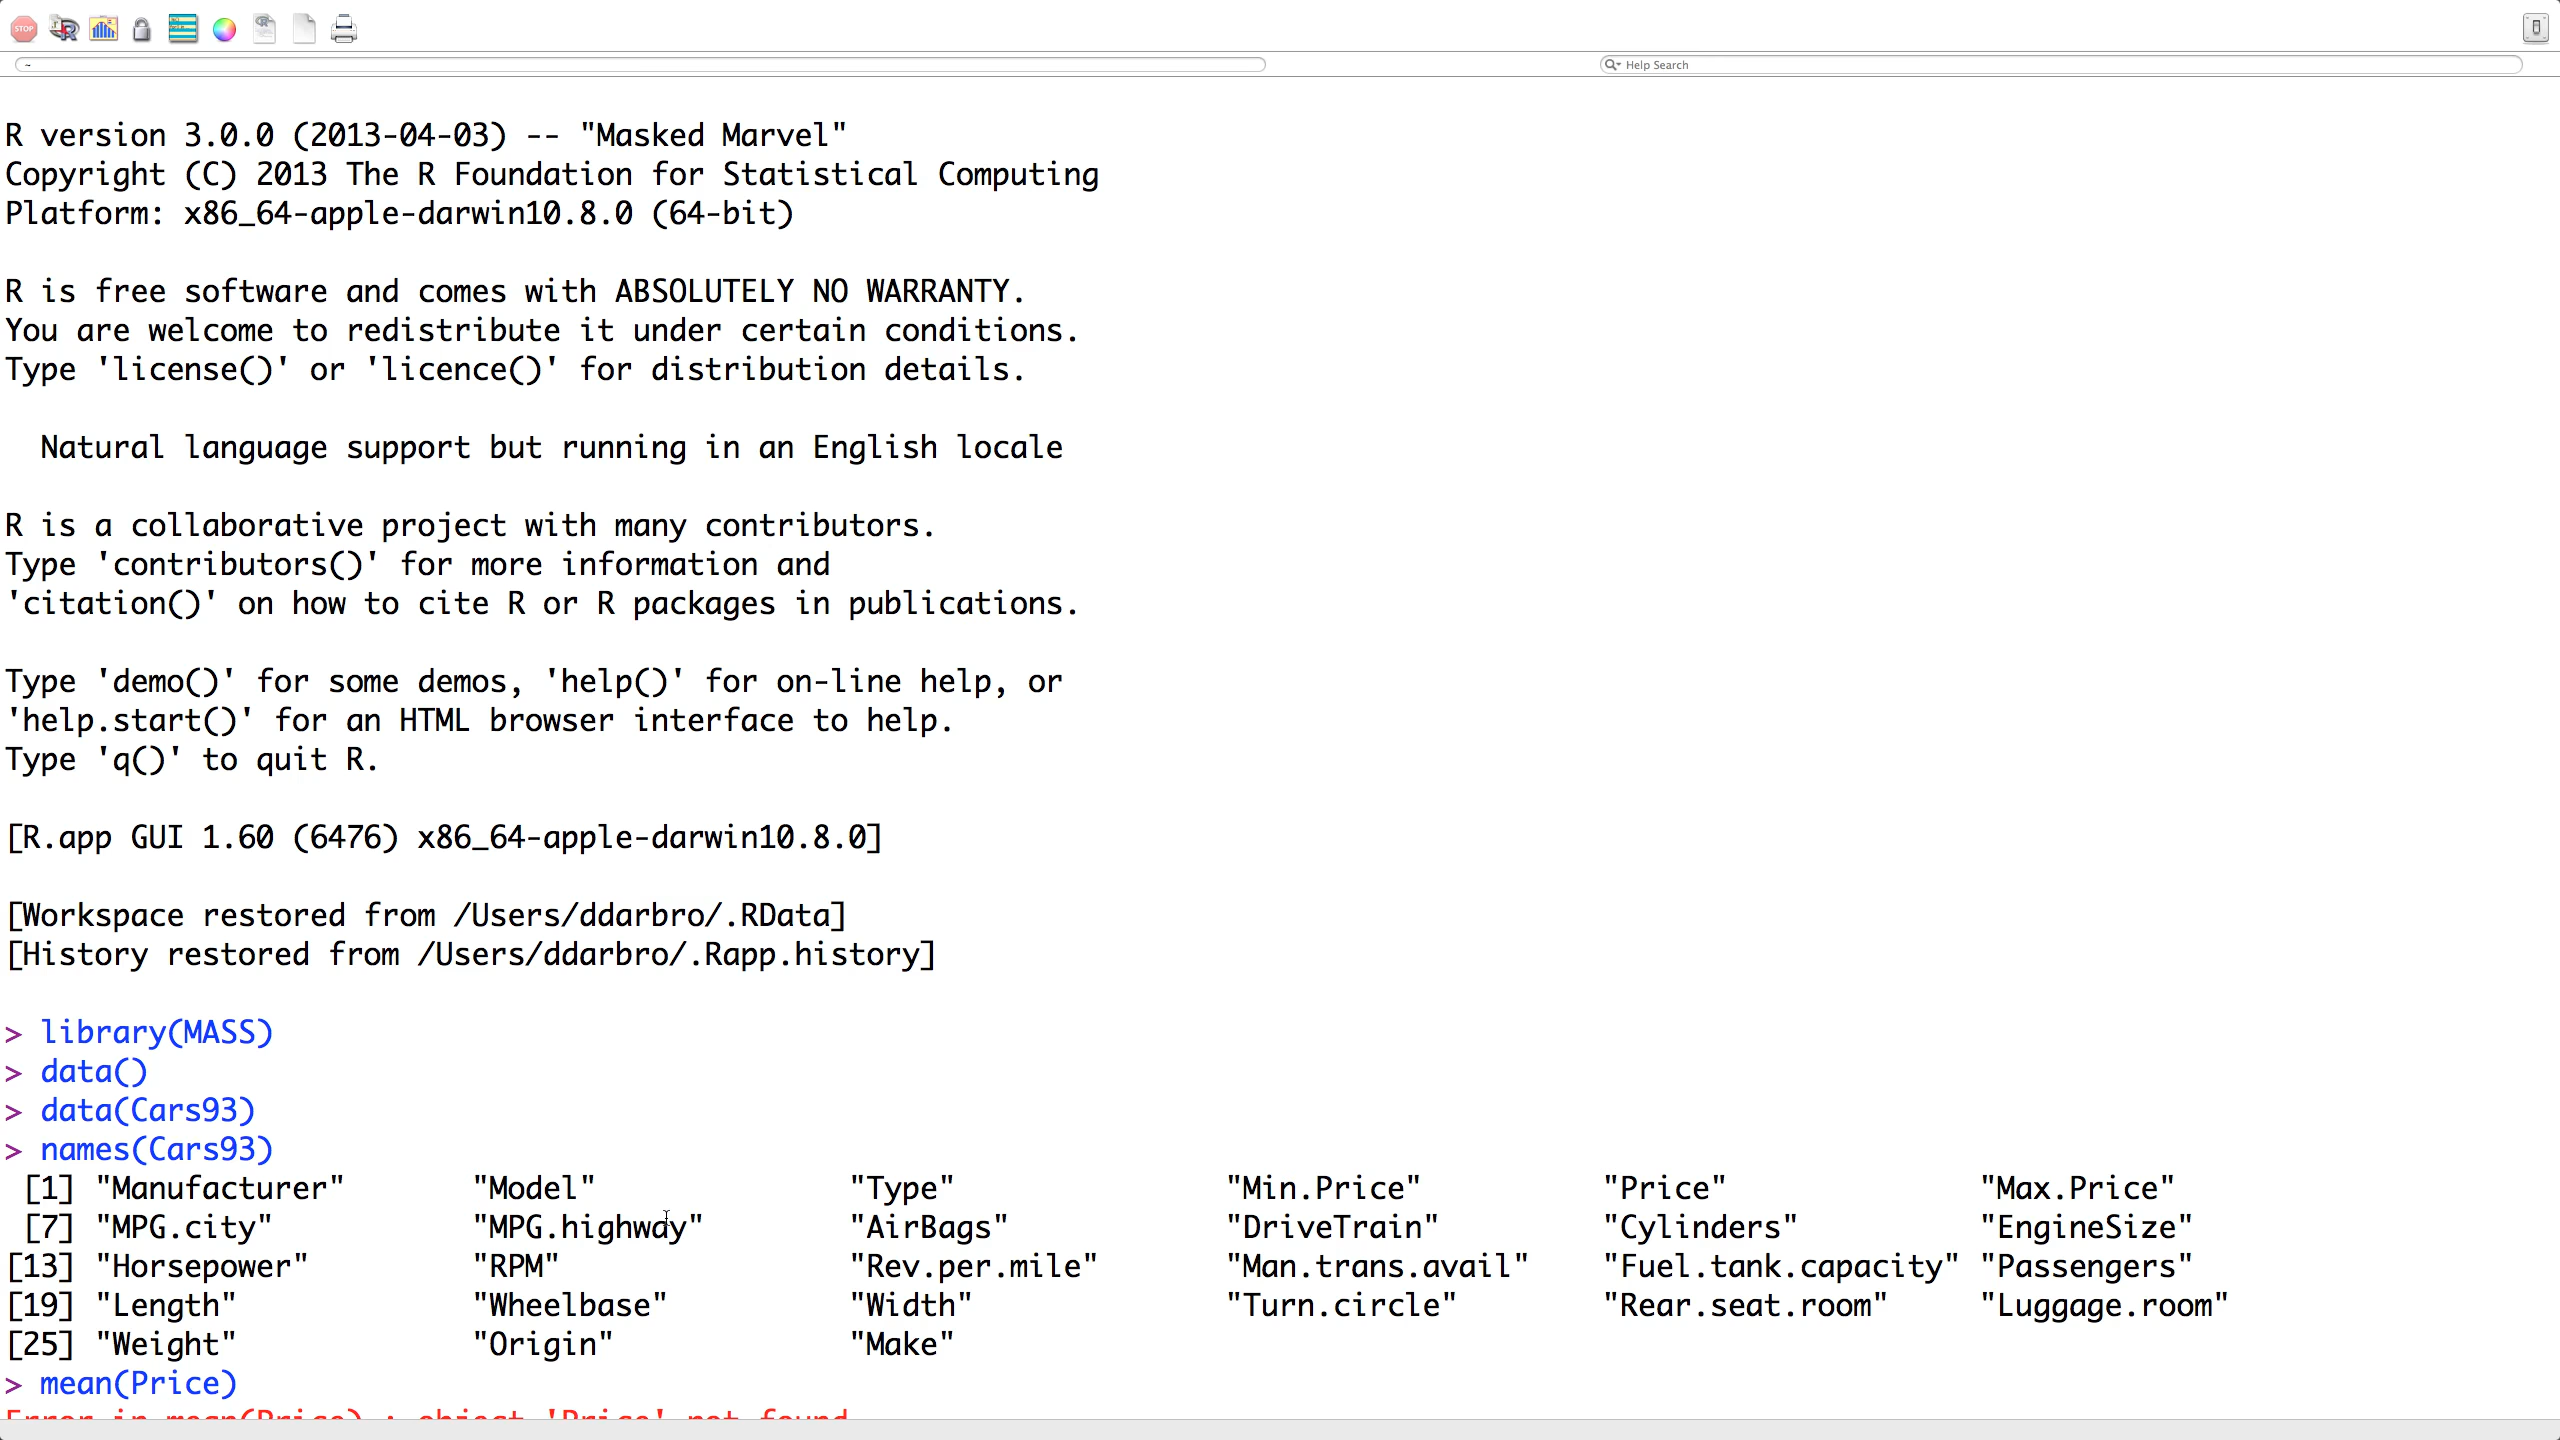 STOP
~
Help Search
R version 3.0.0 (2013-04-03) -- "Masked Marvel"
Copyright (C) 2013 The R Foundation for Statistical Computing
Platform: x86_64-apple-darwin10.8.0 (64-bit)
R is free software and comes with ABSOLUTELY NO WARRANTY.
You are welcome to redistribute it under certain conditions.
Type 'license()' or 'licence()' for distribution details.
Natural language support but running in an English locale
R is a collaborative project with many contributors.
Type 'contributors()' for more information and
'citation()' on how to cite R or R packages in publications.
Type 'demo()' for some demos, 'help()' for on-line help, or
'help.start()' for an HTML browser interface to help.
Type 'q()' to quit R.
[R.app GUI 1.60 (6476) x86_64-apple-darwin10.8.0]
[Workspace restored from /Users/ddarbro/.RData]
[History restored from /Users/ddarbro/.Rapp.history]
> library(MASS)
> data()
> data(Cars93)
> names(Cars93)
[1] "Manufacturer" "Model" "Type" "Min.Price" "Price" "Max.Price"
[7] "MPG.city" "MPG.highway" "AirBags" "DriveTrain" "Cylinders" "EngineSize"
[13] "Horsepower" "RPM" "Rev.per.mile" "Man.trans.avail" "Fuel.tank.capacity" "Passengers"
[19] "Length" "Wheelbase" "Width" "Turn.circle" "Rear.seat.room" "Luggage.room"
[25] "Weight" "Origin" "Make"
> mean(Price)
Error in mean(Price) : object 'Price' not found